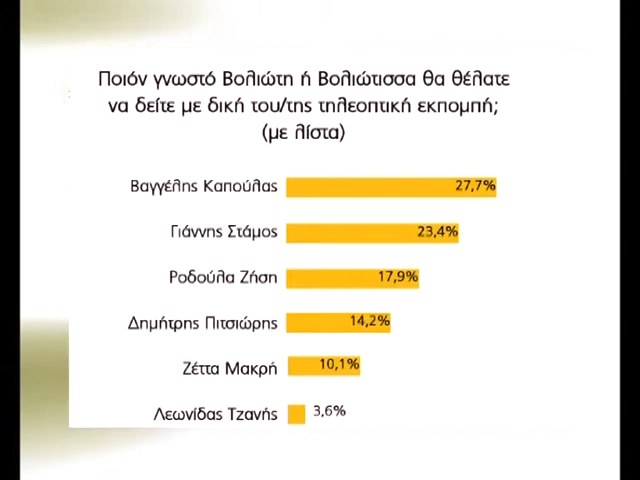 Ποιόν γνωστό Βολιώτη ή Βολιώτισσα θα θέλατε
να δείτε με δική του/της τηλεοπτική εκπομπή;
(με λίστα)
Βαγγέλης Καπούλας 27,7%
Γιάννης Στάμος 23,4%
Ροδούλα Ζήση 17,9%
Δημήτρης Πιτσιώρης 14,2%
Ζέττα Μακρή 10,1%
Λεωνίδας Τζανής 3,6%